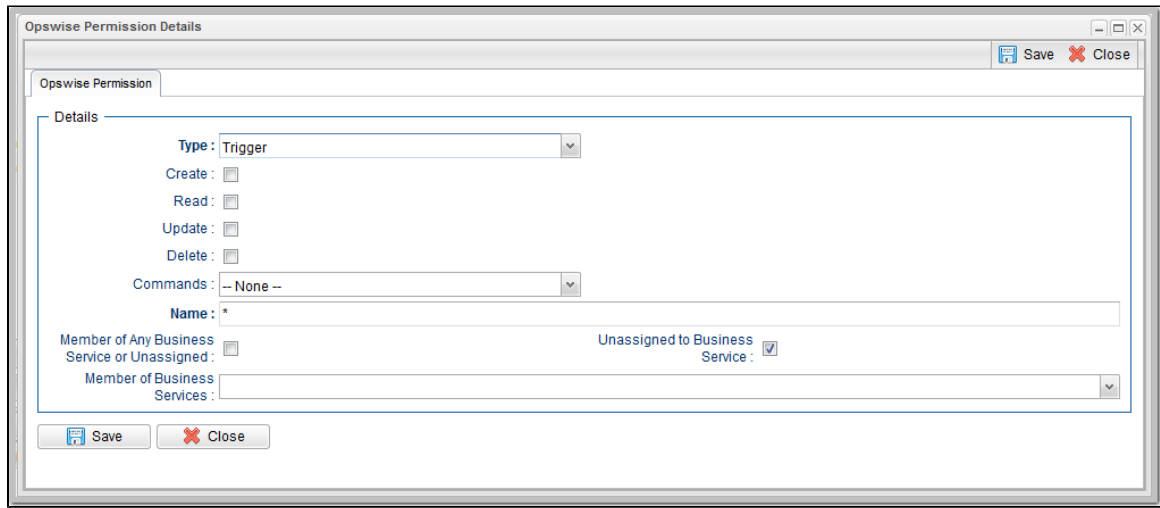 Opswise Permission Details
Save Close
Opswise Permission
Details
Type : Trigger
Create :
Read :
Update :
Delete :
Commands : -- None --
Name : *
Member of Any Business
Service or Unassigned :
Unassigned to Business
Service :
Member of Business
Services :
Save Close